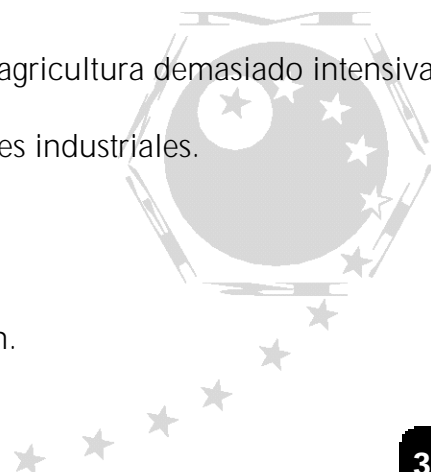 agricultura demasiado intensiva
es industriales.
n.
3